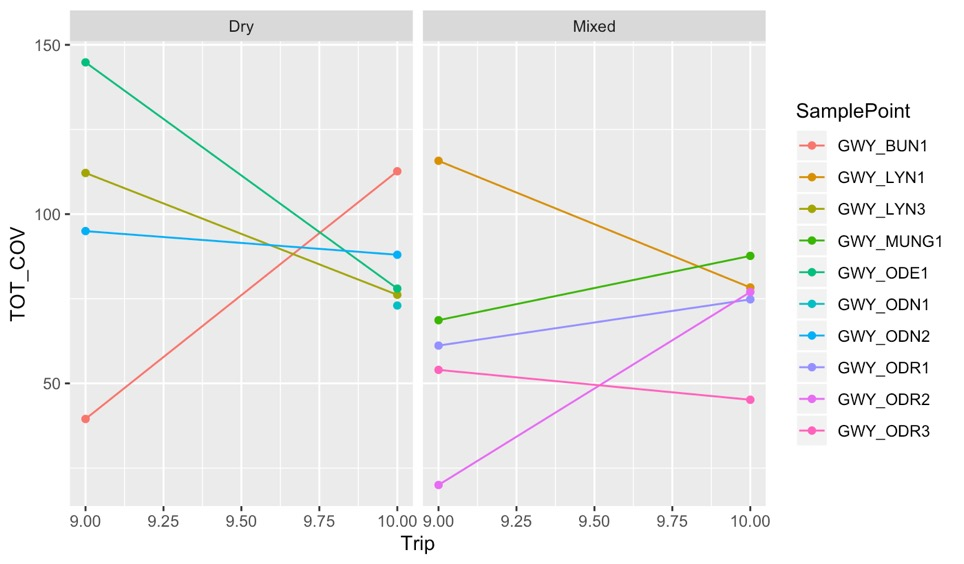 Dry
Mixed
150
100
50
TOT_COV
9.00 9.25 9.50 9.75 10.00 9.00 9.25 9.50 9.75 10.00
Trip
SamplePoint
GWY_BUN1
GWY_LYN1
GWY_LYN3
GWY_MUNG1
GWY_ODE1
GWY_ODN1
GWY_ODN2
GWY_ODR1
GWY_ODR2
GWY_ODR3